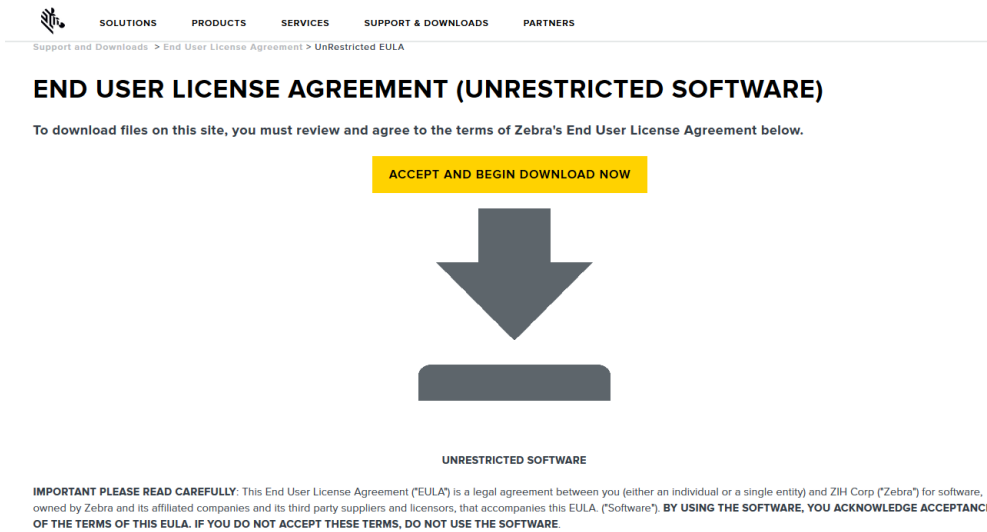 SOLUTIONS PRODUCTS SERVICES SUPPORT & DOWNLOADS PARTNERS
Support and Downloads > End User License Agreement > UnRestricted EULA
END USER LICENSE AGREEMENT (UNRESTRICTED SOFTWARE)
To download files on this site, you must review and agree to the terms of Zebra's End User License Agreement below.
ACCEPT AND BEGIN DOWNLOAD NOW
UNRESTRICTED SOFTWARE
IMPORTANT PLEASE READ CAREFULLY: This End User License Agreement ("EULA") is a legal agreement between you (either an individual or a single entity) and ZIH Corp ("Zebra") for software,
owned by Zebra and its affiliated companies and its third party suppliers and licensors, that accompanies this EULA. ("Software"). BY USING THE SOFTWARE, YOU ACKNOWLEDGE ACCEPTANCE
OF THE TERMS OF THIS EULA. IF YOU DO NOT ACCEPT THESE TERMS, DO NOT USE THE SOFTWARE.